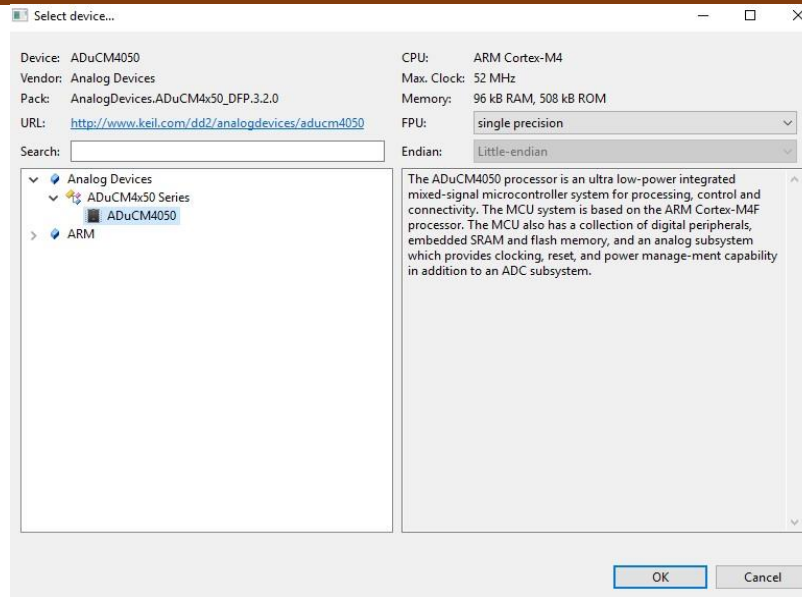 Select device...
Device: ADuCM4050
Vendor: Analog Devices
Pack: AnalogDevices.ADuCM4x50_DFP.3.2.0
URL: http://www.keil.com/dd2/analogdevices/aducm4050
Search:
CPU: ARM Cortex-M4
Max. Clock: 52 MHz
Memory: 96 kB RAM, 508 kB ROM
FPU: single precision
Endian: Little-endian
Analog Devices
ADuCM4x50 Series
ADuCM4050
ARM
The ADuCM4050 processor is an ultra low-power integrated
mixed-signal microcontroller system for processing, control and
connectivity. The MCU system is based on the ARM Cortex-M4F
processor. The MCU also has a collection of digital peripherals,
embedded SRAM and flash memory, and an analog subsystem
which provides clocking, reset, and power manage-ment capability
in addition to an ADC subsystem.
OK
Cancel